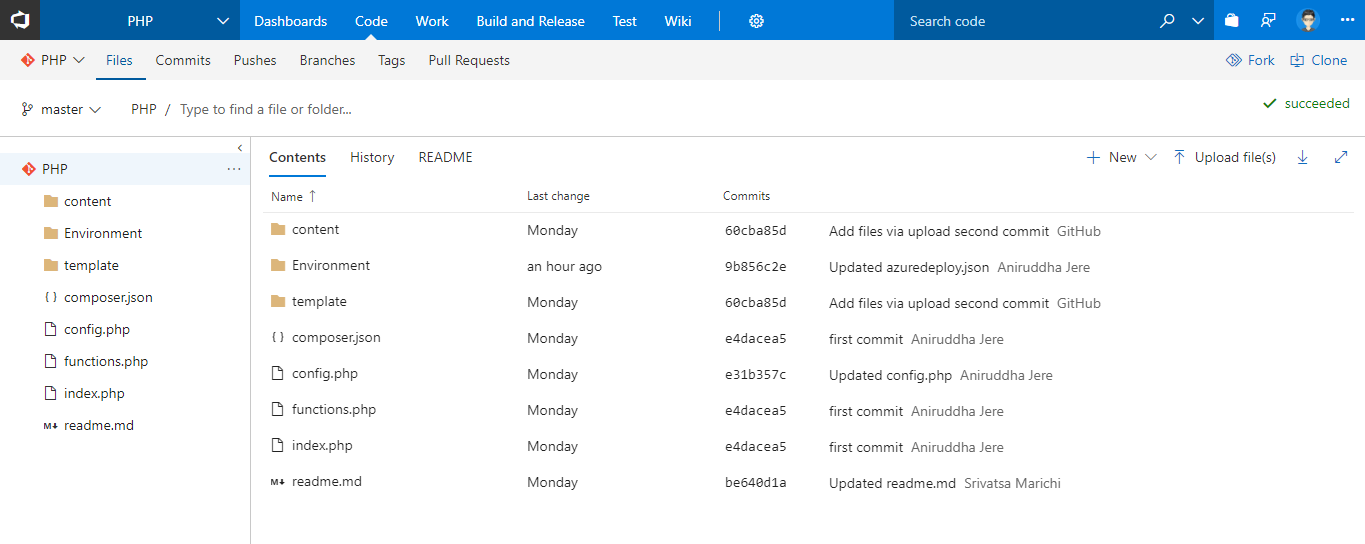 PHP Dashboards Code Work Build and Release Test Wiki Search code
PHP Files Commits Pushes Branches Tags Pull Requests Fork Clone
master PHP / Type to find a file or folder... succeeded
PHP ...
content
Environment
template
{ } composer.json
config.php
functions.php
index.php
M↓ readme.md
Contents History README New Upload file(s)
Name ↑ Last change Commits
content Monday 60cba85d Add files via upload second commit GitHub
Environment an hour ago 9b856c2e Updated azuredeploy.json Aniruddha Jere
template Monday 60cba85d Add files via upload second commit GitHub
{ } composer.json Monday e4dacea5 first commit Aniruddha Jere
config.php Monday e31b357c Updated config.php Aniruddha Jere
functions.php Monday e4dacea5 first commit Aniruddha Jere
index.php Monday e4dacea5 first commit Aniruddha Jere
M↓ readme.md Monday be640d1a Updated readme.md Srivatsa Marichi